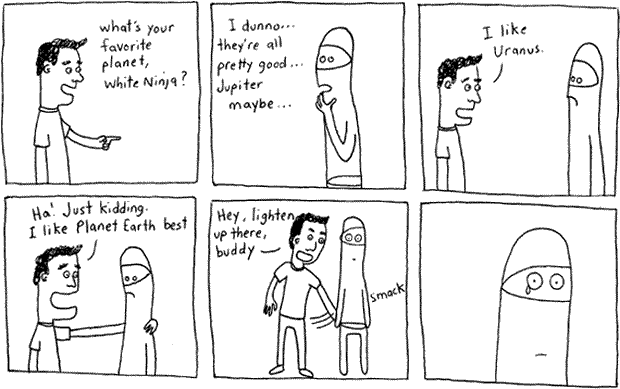 what's your
favorite
planet,
White Ninja?
I dunno...
they're all
pretty good...
Jupiter
maybe...
I like
Uranus.
Ha! Just kidding.
I like Planet Earth best
Hey, lighten
up there,
buddy
smack